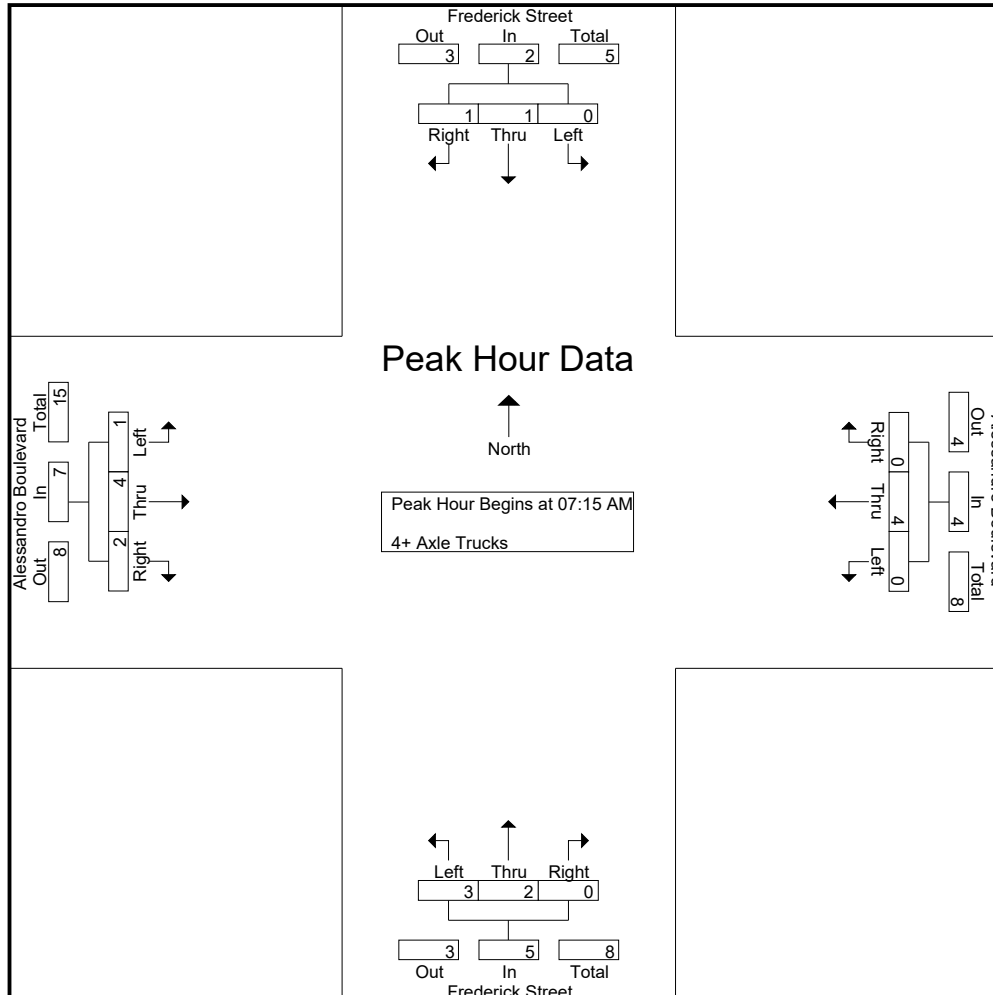 Frederick Street
Out In Total
3 2 5
1 1 0
Right Thru Left
Peak Hour Data
North
Peak Hour Begins at 07:15 AM
4+ Axle Trucks
Alessandro Boulevard
Out In Total
8 7 15
1 4 2
Left Thru Right
Out In Total
4 4 8
0 4 0
Right Thru Left
Left Thru Right
3 2 0
3 5 8
Out In Total
Frederick Street